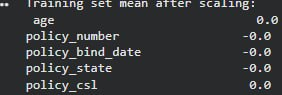 Training set mean after scaling:
age 0.0
policy_number -0.0
policy_bind_date -0.0
policy_state -0.0
policy_csl 0.0